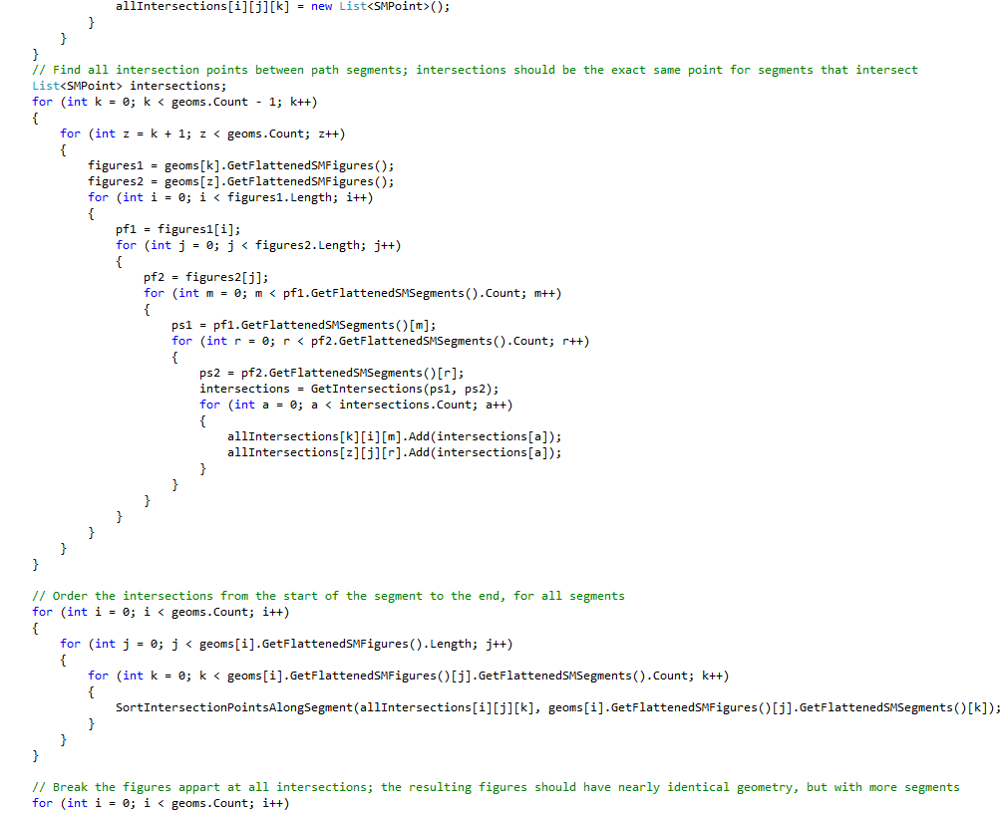 allIntersections[i][j][k] = new List<SMPoint>();
        }
    }
}
// Find all intersection points between path segments; intersections should be the exact same point for segments that intersect
List<SMPoint> intersections;
for (int k = 0; k < geoms.Count - 1; k++)
{
    for (int z = k + 1; z < geoms.Count; z++)
    {
        figures1 = geoms[k].GetFlattenedSMFigures();
        figures2 = geoms[z].GetFlattenedSMFigures();
        for (int i = 0; i < figures1.Length; i++)
        {
            pf1 = figures1[i];
            for (int j = 0; j < figures2.Length; j++)
            {
                pf2 = figures2[j];
                for (int m = 0; m < pf1.GetFlattenedSMSegments().Count; m++)
                {
                    ps1 = pf1.GetFlattenedSMSegments()[m];
                    for (int r = 0; r < pf2.GetFlattenedSMSegments().Count; r++)
                    {
                        ps2 = pf2.GetFlattenedSMSegments()[r];
                        intersections = GetIntersections(ps1, ps2);
                        for (int a = 0; a < intersections.Count; a++)
                        {
                            allIntersections[k][i][m].Add(intersections[a]);
                            allIntersections[z][j][r].Add(intersections[a]);
                        }
                    }
                }
            }
        }
    }
}

// Order the intersections from the start of the segment to the end, for all segments
for (int i = 0; i < geoms.Count; i++)
{
    for (int j = 0; j < geoms[i].GetFlattenedSMFigures().Length; j++)
    {
        for (int k = 0; k < geoms[i].GetFlattenedSMFigures()[j].GetFlattenedSMSegments().Count; k++)
        {
            SortIntersectionPointsAlongSegment(allIntersections[i][j][k], geoms[i].GetFlattenedSMFigures()[j].GetFlattenedSMSegments()[k]);
        }
    }
}

// Break the figures appart at all intersections; the resulting figures should have nearly identical geometry, but with more segments
for (int i = 0; i < geoms.Count; i++)